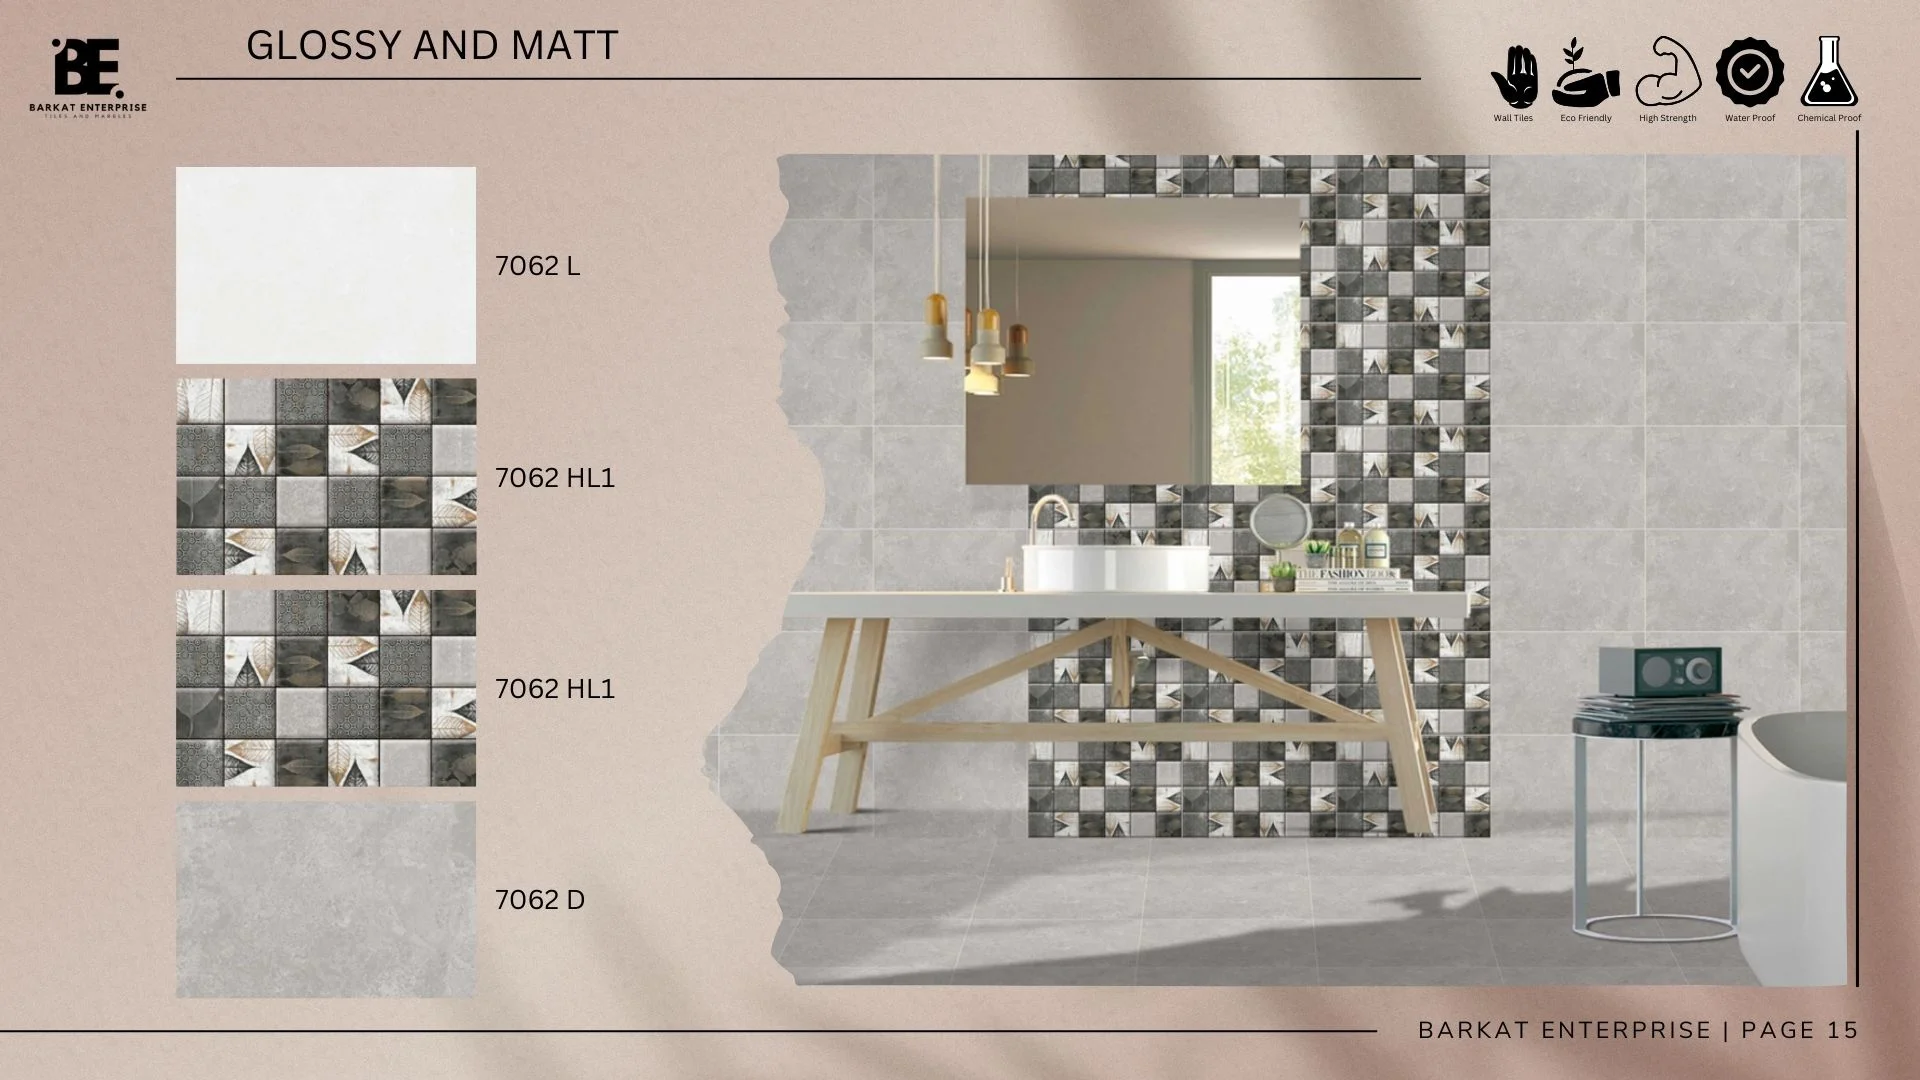 BE
BARKAT ENTERPRISE
TILES AND MARBLES
GLOSSY AND MATT
Wall Tiles
Eco Friendly
High Strength
Water Proof
Chemical Proof
7062 L
7062 HL1
7062 HL1
7062 D
THE FASHION BOOK
BARKAT ENTERPRISE | PAGE 15